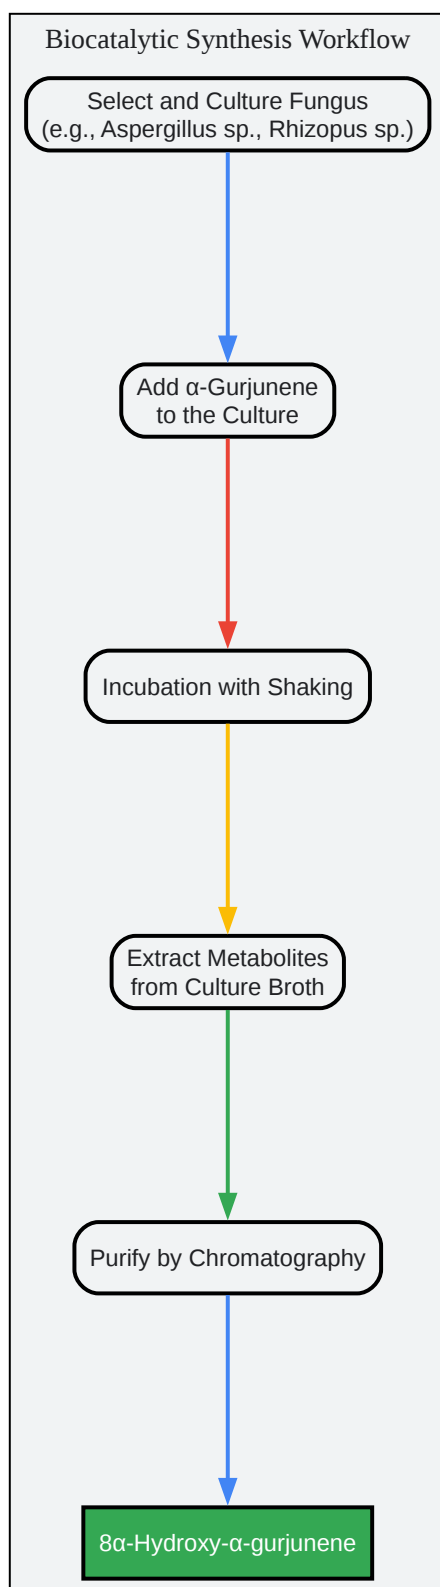 Biocatalytic Synthesis Workflow
Select and Culture Fungus
(e.g., Aspergillus sp., Rhizopus sp.)
Add α-Gurjunene
to the Culture
Incubation with Shaking
Extract Metabolites
from Culture Broth
Purify by Chromatography
8α-Hydroxy-α-gurjunene